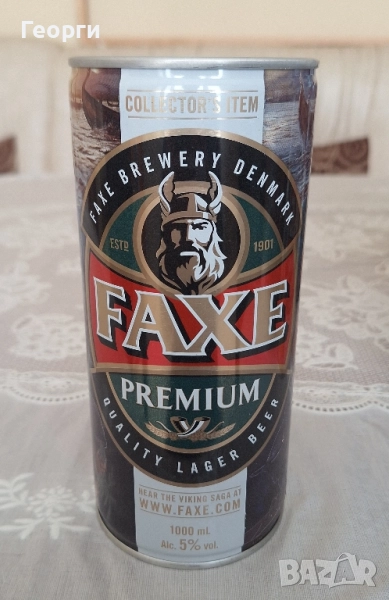 Георги
COLLECTOR'S ITEM
FAXE BREWERY DENMARK
ESTD 1901
FAXE
PREMIUM
QUALITY LAGER BEER
HEAR THE VIKING SAGA AT
WWW.FAXE.COM
1000 mL
Alc. 5% vol.
BAZAR